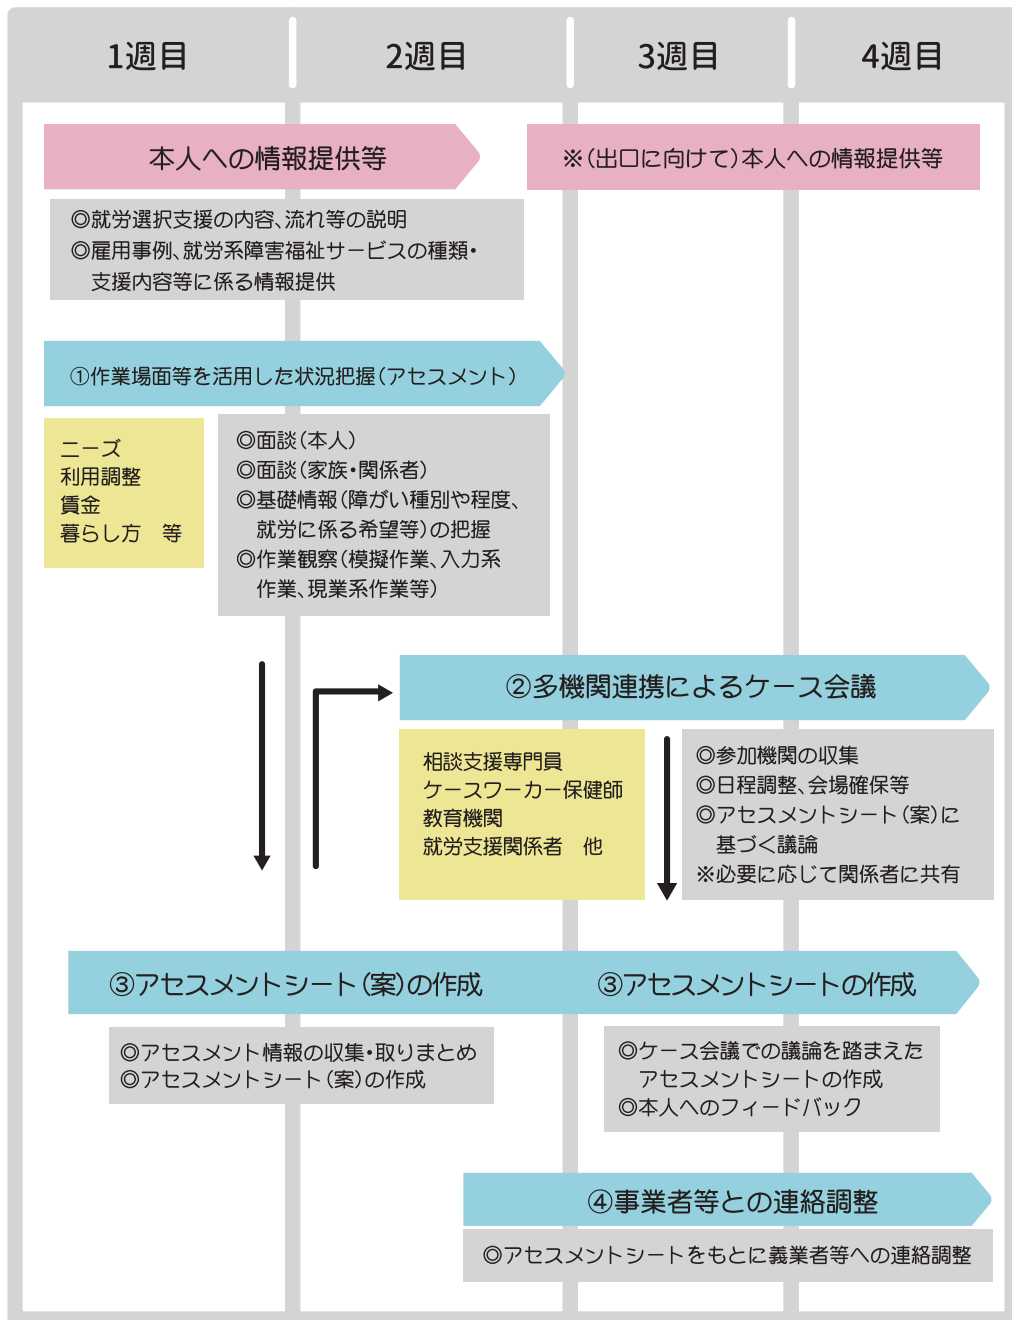 1週目
2週目
3週目
4週目
本人への情報提供等
※(出口に向けて)本人への情報提供等
◎就労選択支援の内容、流れ等の説明
◎雇用事例、就労系障害福祉サービスの種類・
支援内容等に係る情報提供
①作業場面等を活用した状況把握(アセスメント)
ニーズ
利用調整
賃金
暮らし方　等
◎面談(本人)
◎面談(家族・関係者)
◎基礎情報(障がい種別や程度、
就労に係る希望等)の把握
◎作業観察(模擬作業、入力系
作業、現業系作業等)
②多機関連携によるケース会議
相談支援専門員
ケースワーカー保健師
教育機関
就労支援関係者　他
◎参加機関の収集
◎日程調整、会場確保等
◎アセスメントシート(案)に
基づく議論
※必要に応じて関係者に共有
③アセスメントシート(案)の作成
③アセスメントシートの作成
◎アセスメント情報の収集・取りまとめ
◎アセスメントシート(案)の作成
◎ケース会議での議論を踏まえた
アセスメントシートの作成
◎本人へのフィードバック
④事業者等との連絡調整
◎アセスメントシートをもとに義業者等への連絡調整